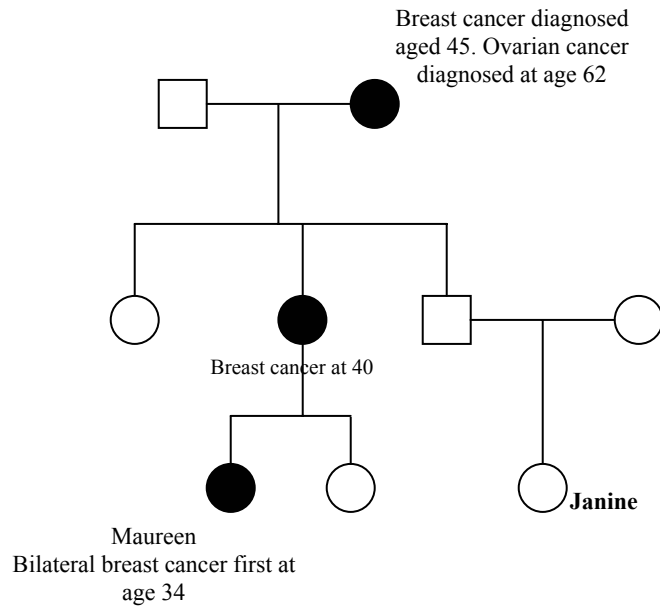 Breast cancer diagnosed
aged 45. Ovarian cancer
diagnosed at age 62
Breast cancer at 40
Janine
Maureen
Bilateral breast cancer first at
age 34